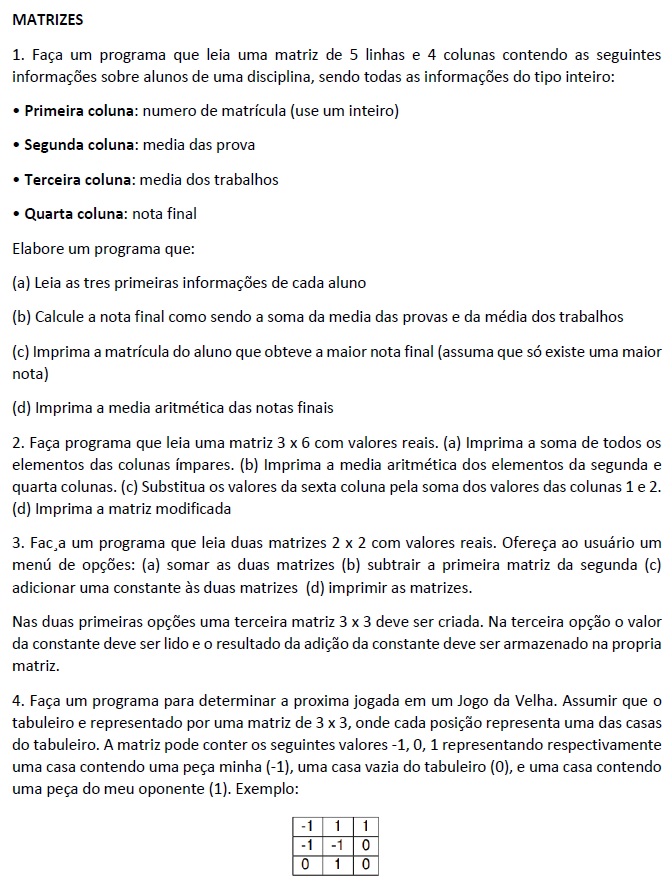 MATRIZES
1. Faça um programa que leia uma matriz de 5 linhas e 4 colunas contendo as seguintes
informações sobre alunos de uma disciplina, sendo todas as informações do tipo inteiro:
• Primeira coluna: numero de matrícula (use um inteiro)
• Segunda coluna: media das prova
• Terceira coluna: media dos trabalhos
• Quarta coluna: nota final
Elabore um programa que:
(a) Leia as tres primeiras informações de cada aluno
(b) Calcule a nota final como sendo a soma da media das provas e da média dos trabalhos
(c) Imprima a matrícula do aluno que obteve a maior nota final (assuma que só existe uma maior
nota)
(d) Imprima a media aritmética das notas finais
2. Faça programa que leia uma matriz 3 x 6 com valores reais. (a) Imprima a soma de todos os
elementos das colunas ímpares. (b) Imprima a media aritmética dos elementos da segunda e
quarta colunas. (c) Substitua os valores da sexta coluna pela soma dos valores das colunas 1 e 2.
(d) Imprima a matriz modificada
3. Fac¸a um programa que leia duas matrizes 2 x 2 com valores reais. Ofereça ao usuário um
menú de opções: (a) somar as duas matrizes (b) subtrair a primeira matriz da segunda (c)
adicionar uma constante às duas matrizes (d) imprimir as matrizes.
Nas duas primeiras opções uma terceira matriz 3 x 3 deve ser criada. Na terceira opção o valor
da constante deve ser lido e o resultado da adição da constante deve ser armazenado na propria
matriz.
4. Faça um programa para determinar a proxima jogada em um Jogo da Velha. Assumir que o
tabuleiro e representado por uma matriz de 3 x 3, onde cada posição representa uma das casas
do tabuleiro. A matriz pode conter os seguintes valores -1, 0, 1 representando respectivamente
uma casa contendo uma peça minha (-1), uma casa vazia do tabuleiro (0), e uma casa contendo
uma peça do meu oponente (1). Exemplo:
-1 1 1
-1 -1 0
0 1 0